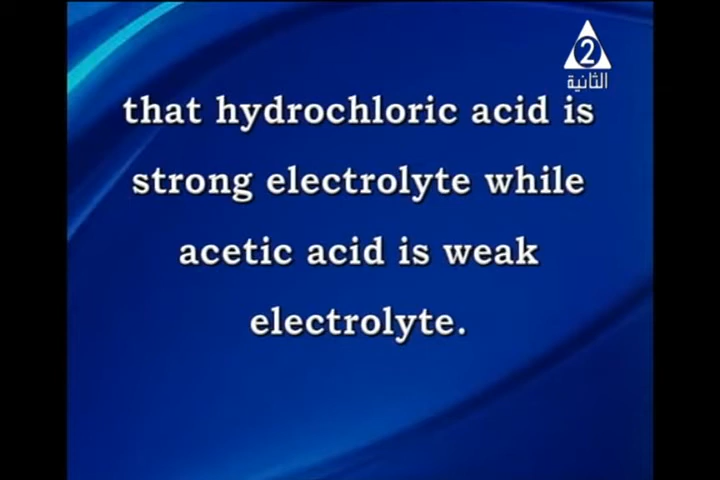 2
الثانية
that hydrochloric acid is
strong electrolyte while
acetic acid is weak
electrolyte.